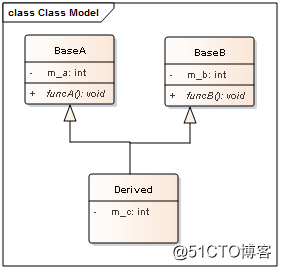 class Class Model
BaseA
- m_a: int
+ funcA(): void
BaseB
- m_b: int
+ funcB(): void
Derived
- m_c: int
@51CTO博客